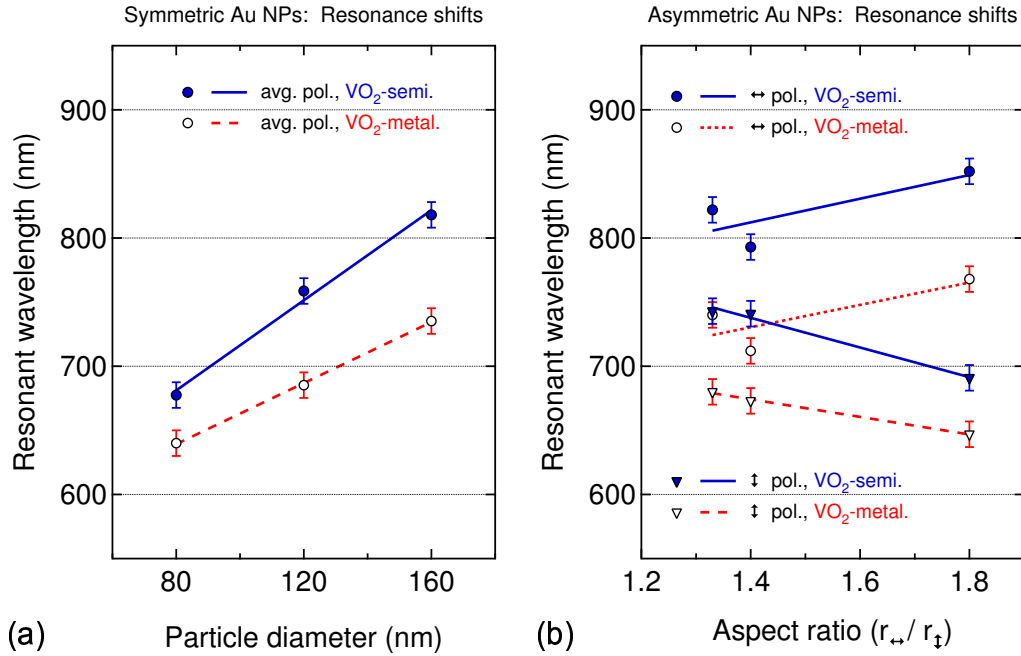 Symmetric Au NPs: Resonance shifts
Resonant wavelength (nm)
900
800
700
600
avg. pol., VO₂-semi.
avg. pol., VO₂-metal.
80
120
160
(a)
Particle diameter (nm)
Asymmetric Au NPs: Resonance shifts
Resonant wavelength (nm)
900
800
700
600
↔ pol., VO₂-semi.
↔ pol., VO₂-metal.
↕ pol., VO₂-semi.
↕ pol., VO₂-metal.
1.2
1.4
1.6
1.8
(b)
Aspect ratio (r↔/ r↕)